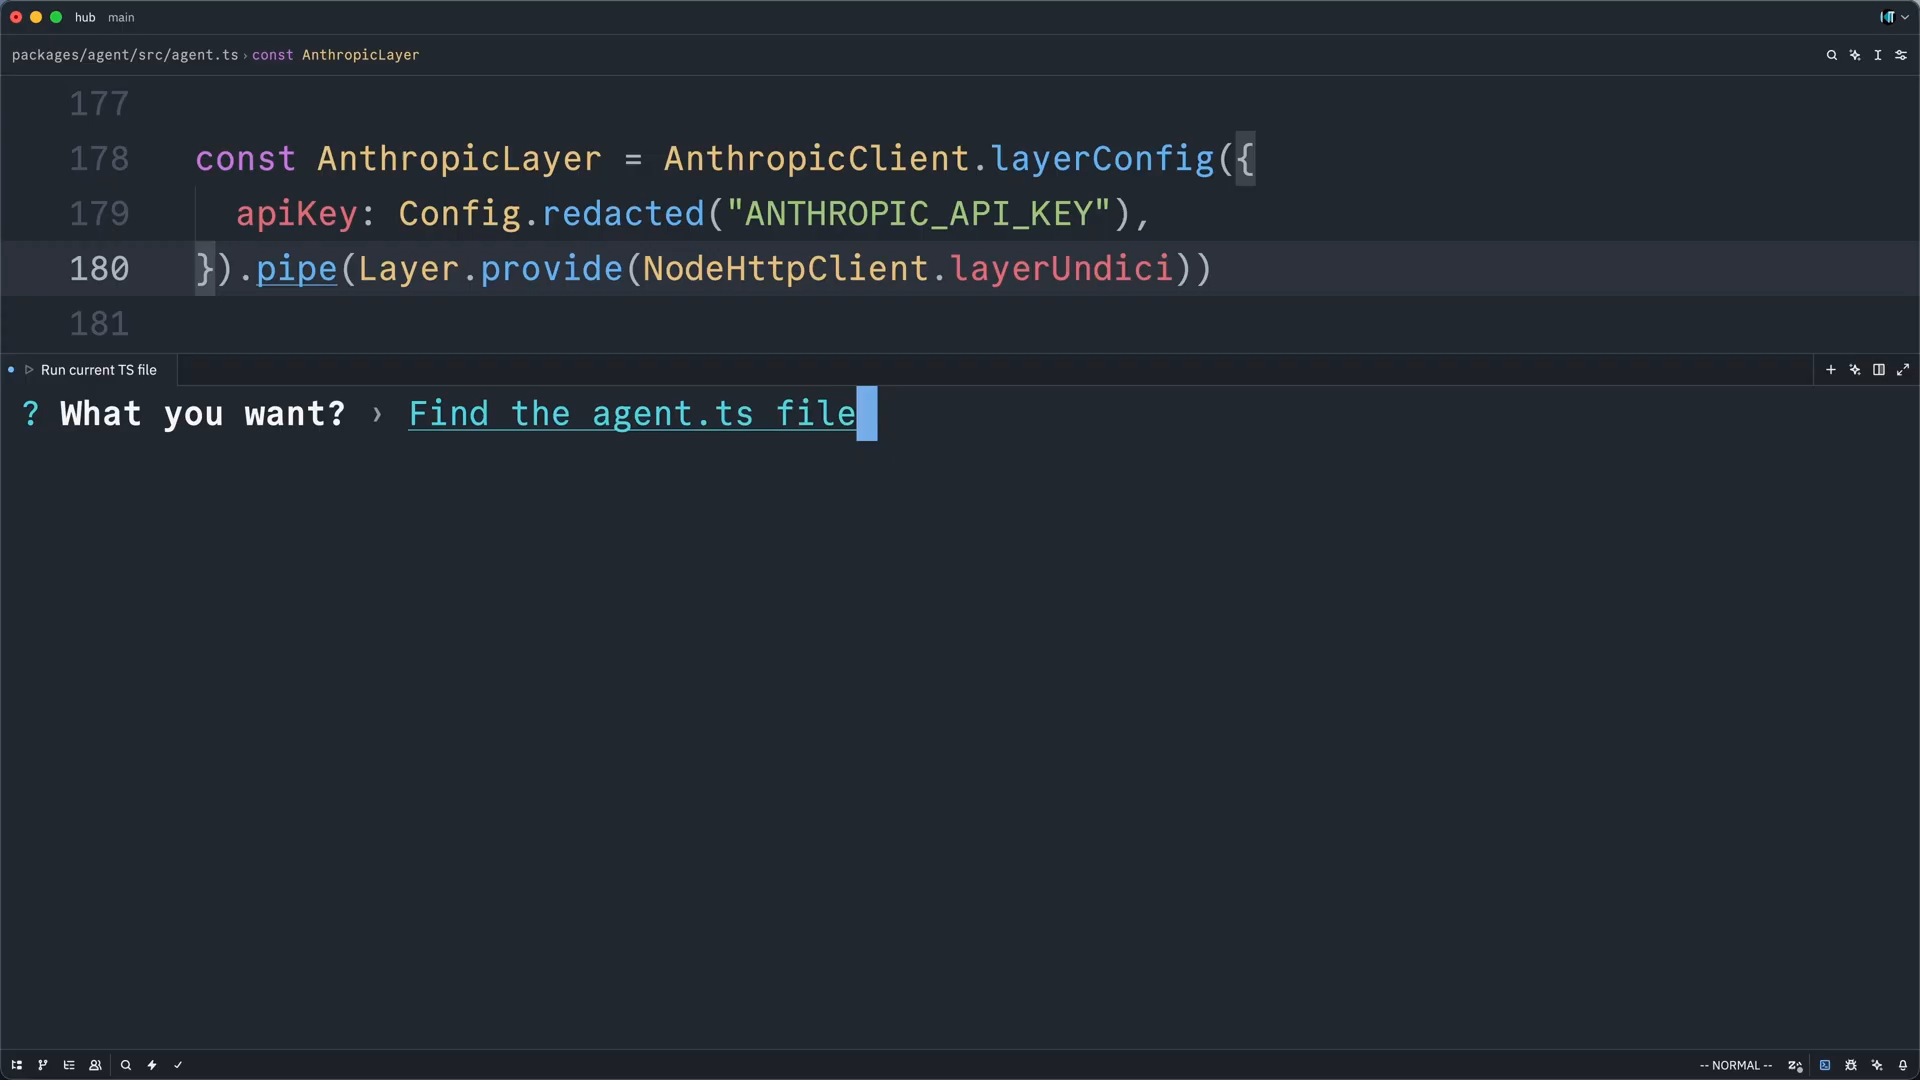 hub main
packages/agent/src/agent.ts › const AnthropicLayer
177
178 const AnthropicLayer = AnthropicClient.layerConfig({
179 apiKey: Config.redacted("ANTHROPIC_API_KEY"),
180 }).pipe(Layer.provide(NodeHttpClient.layerUndici))
181
Run current TS file
? What you want? › Find the agent.ts file
-- NORMAL --